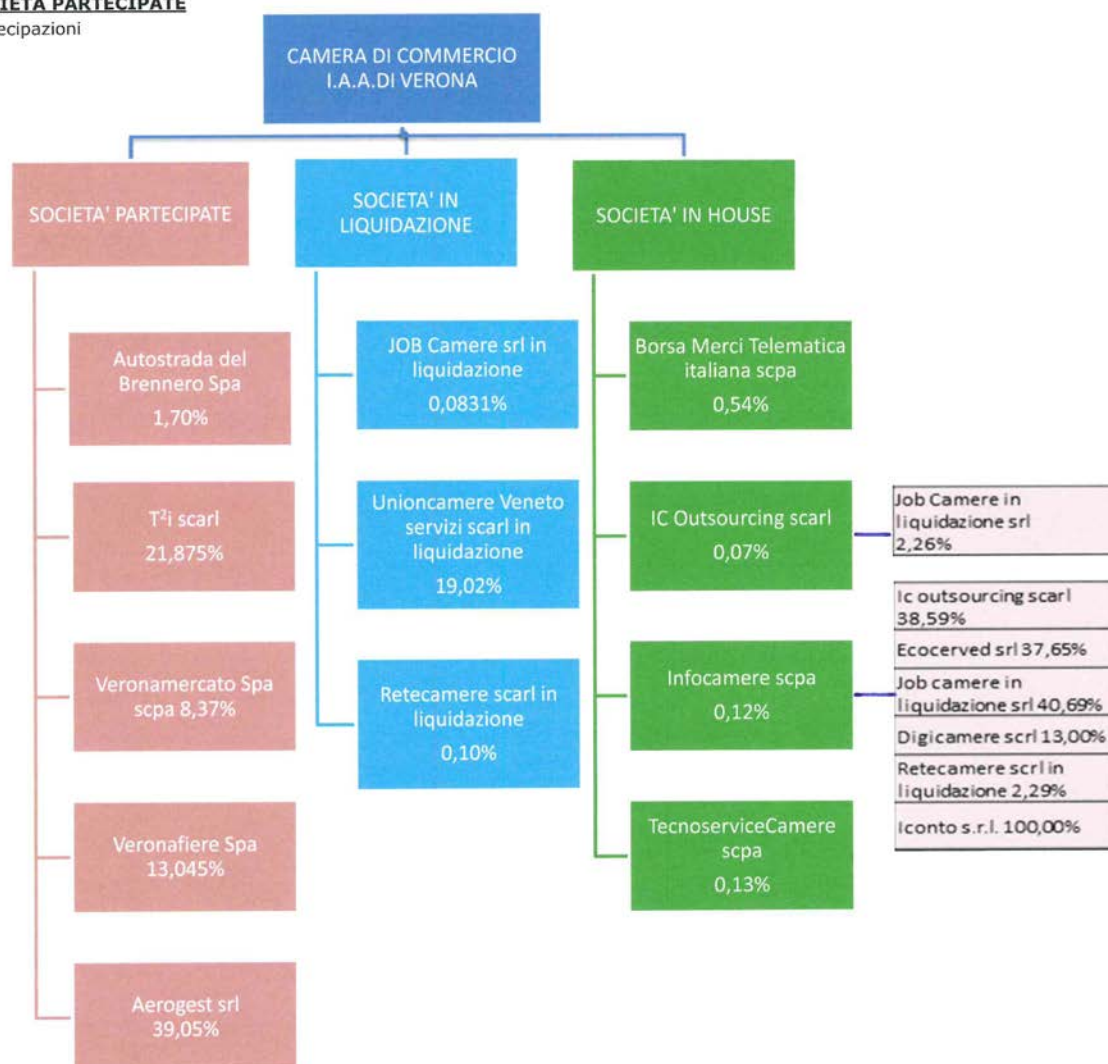 CAMERA DI COMMERCIO
I.A.A.DI VERONA
SOCIETA' PARTECIPATE
Autostrada del
Brennero Spa
1,70%
T²i scarl
21,875%
Veronamercato Spa
scpa 8,37%
Veronafiere Spa
13,045%
Aerogest srl
39,05%
SOCIETA' IN
LIQUIDAZIONE
JOB Camere srl in
liquidazione
0,0831%
Unioncamere Veneto
servizi scarl in
liquidazione
19,02%
Retecamere scarl in
liquidazione
0,10%
SOCIETA' IN HOUSE
Borsa Merci Telematica
italiana scpa
0,54%
IC Outsourcing scarl
0,07%
Job Camere in
liquidazione srl
2,26%
Infocamere scpa
0,12%
Ic outsourcing scarl
38,59%
Ecocerved srl 37,65%
Job camere in
liquidazione srl 40,69%
Digicamere scrl 13,00%
Retecamere scrl in
liquidazione 2,29%
Iconto s.r.l. 100,00%
TecnoserviceCamere
scpa
0,13%